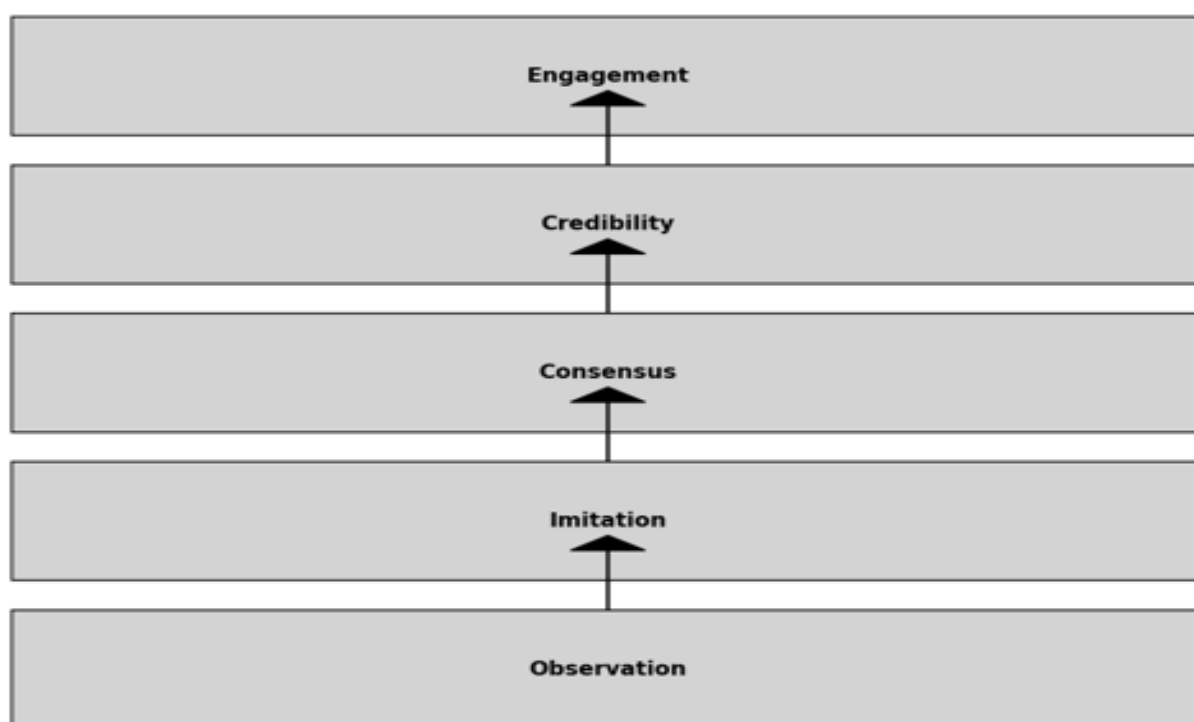 Engagement
Credibility
Consensus
Imitation
Observation